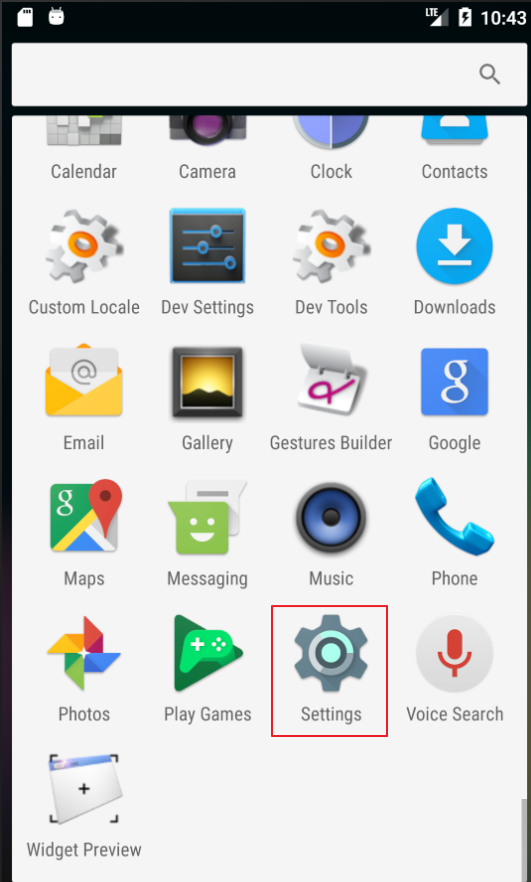 LTE 10:43
Calendar Camera Clock Contacts
Custom Locale Dev Settings Dev Tools Downloads
@ g
Email Gallery Gestures Builder Google
g
Maps Messaging Music Phone
Photos Play Games Settings Voice Search
Widget Preview